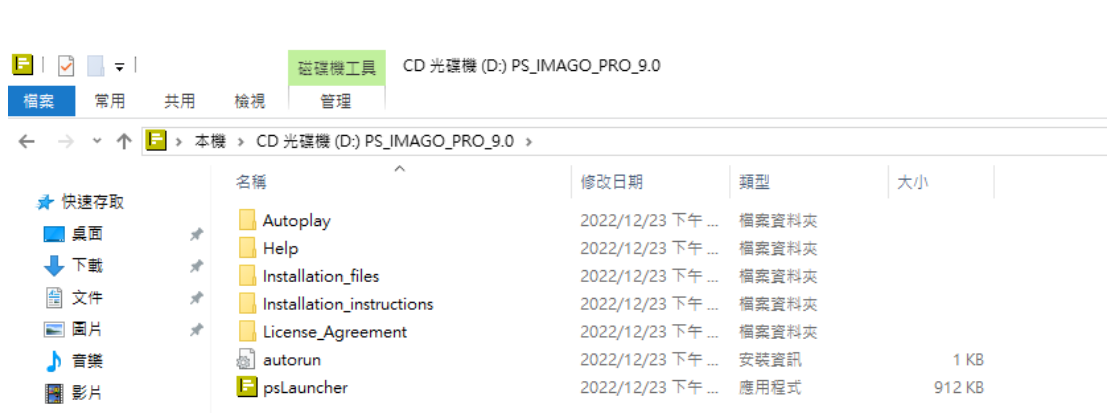 磁碟機工具 CD 光碟機 (D:) PS_IMAGO_PRO_9.0
檔案 常用 共用 檢視 管理
本機 › CD 光碟機 (D:) PS_IMAGO_PRO_9.0 ›
名稱 修改日期 類型 大小
快速存取
桌面
下載
文件
圖片
音樂
影片
Autoplay 2022/12/23 下午 ... 檔案資料夾
Help 2022/12/23 下午 ... 檔案資料夾
Installation_files 2022/12/23 下午 ... 檔案資料夾
Installation_instructions 2022/12/23 下午 ... 檔案資料夾
License_Agreement 2022/12/23 下午 ... 檔案資料夾
autorun 2022/12/23 下午 ... 安裝資訊 1 KB
psLauncher 2022/12/23 下午 ... 應用程式 912 KB